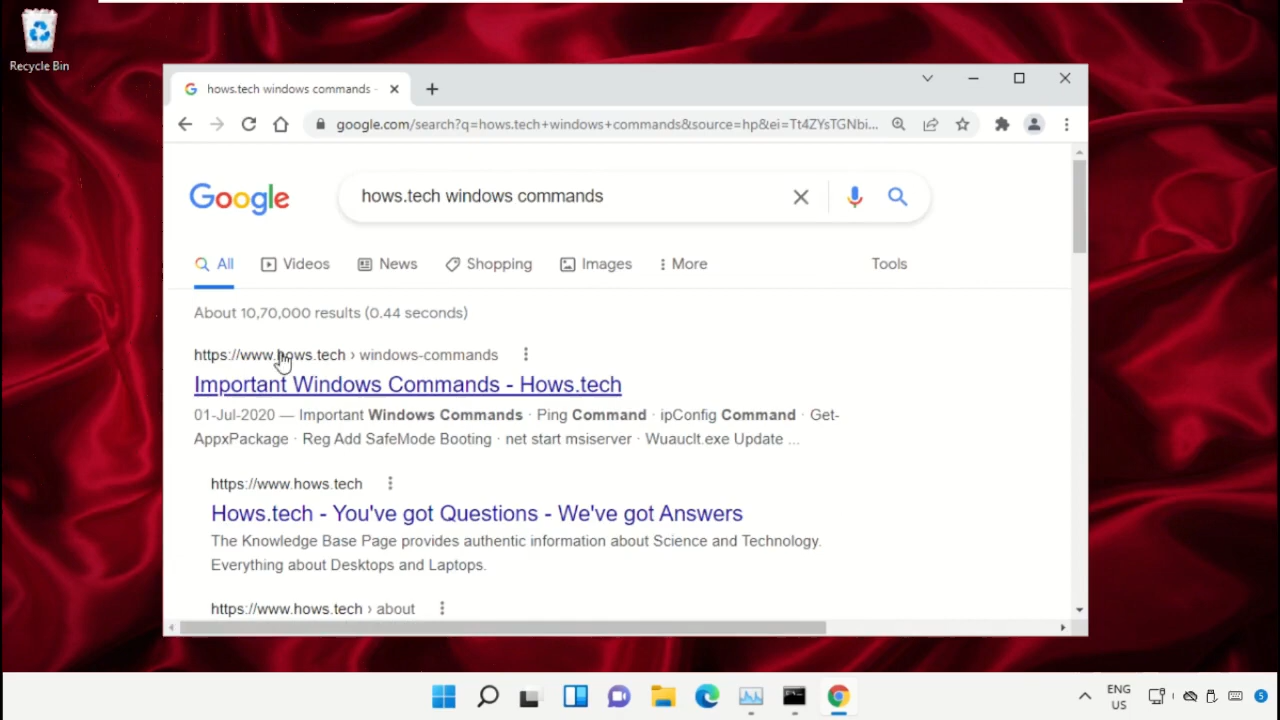 Recycle Bin
hows.tech windows commands -
google.com/search?q=hows.tech+windows+commands&source=hp&ei=Tt4ZYsTGNbi...
Google
hows.tech windows commands
All Videos News Shopping Images More Tools
About 10,70,000 results (0.44 seconds)
https://www.hows.tech › windows-commands
Important Windows Commands - Hows.tech
01-Jul-2020 — Important Windows Commands · Ping Command · ipConfig Command · Get-
AppxPackage · Reg Add SafeMode Booting · net start msiserver · Wuauclt.exe Update ...
https://www.hows.tech
Hows.tech - You've got Questions - We've got Answers
The Knowledge Base Page provides authentic information about Science and Technology.
Everything about Desktops and Laptops.
https://www.hows.tech › about
ENG
US
5